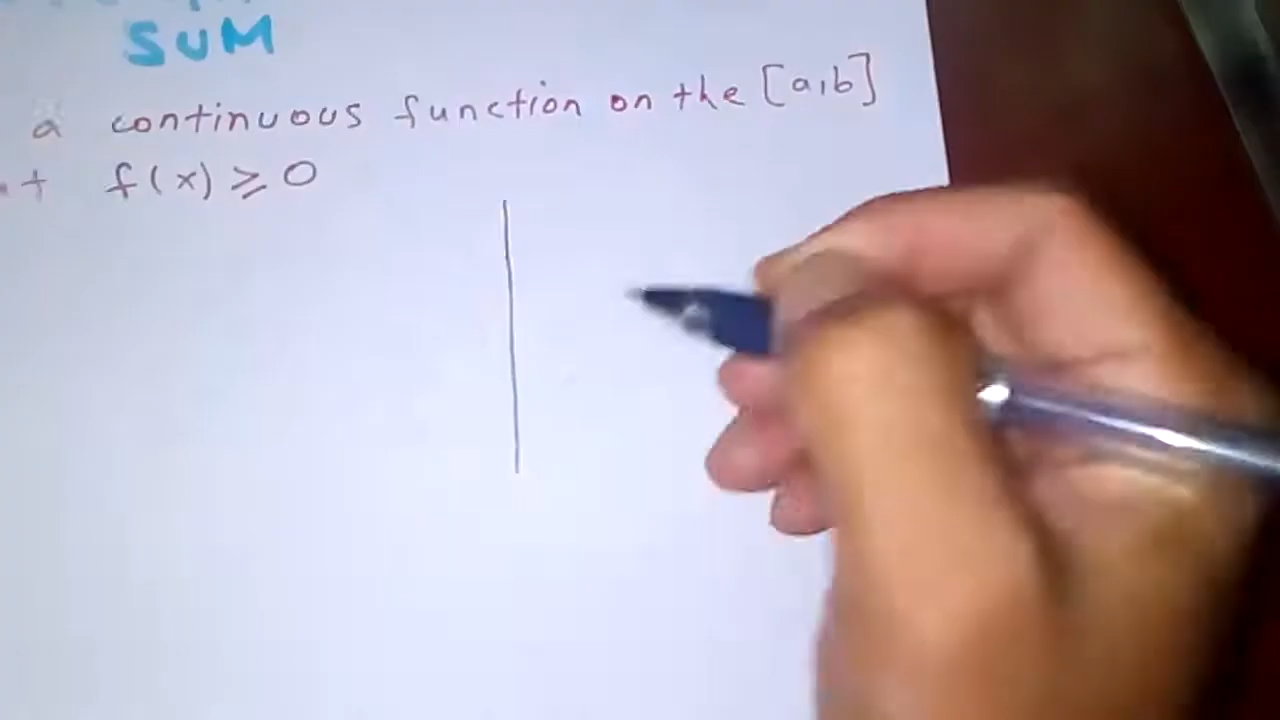 SUM
a continuous function on the [a,b]
f(x) ≥ 0